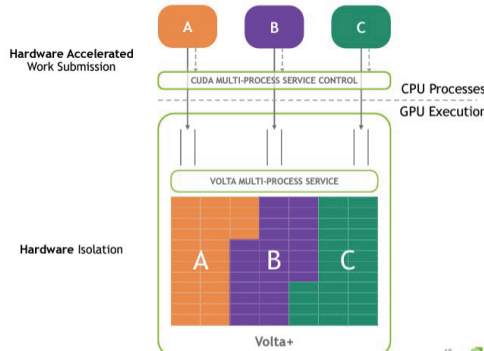 A B C
Hardware Accelerated
Work Submission
CUDA MULTI-PROCESS SERVICE CONTROL
CPU Processes
GPU Execution
VOLTA MULTI-PROCESS SERVICE
Hardware Isolation
A B C
Volta+